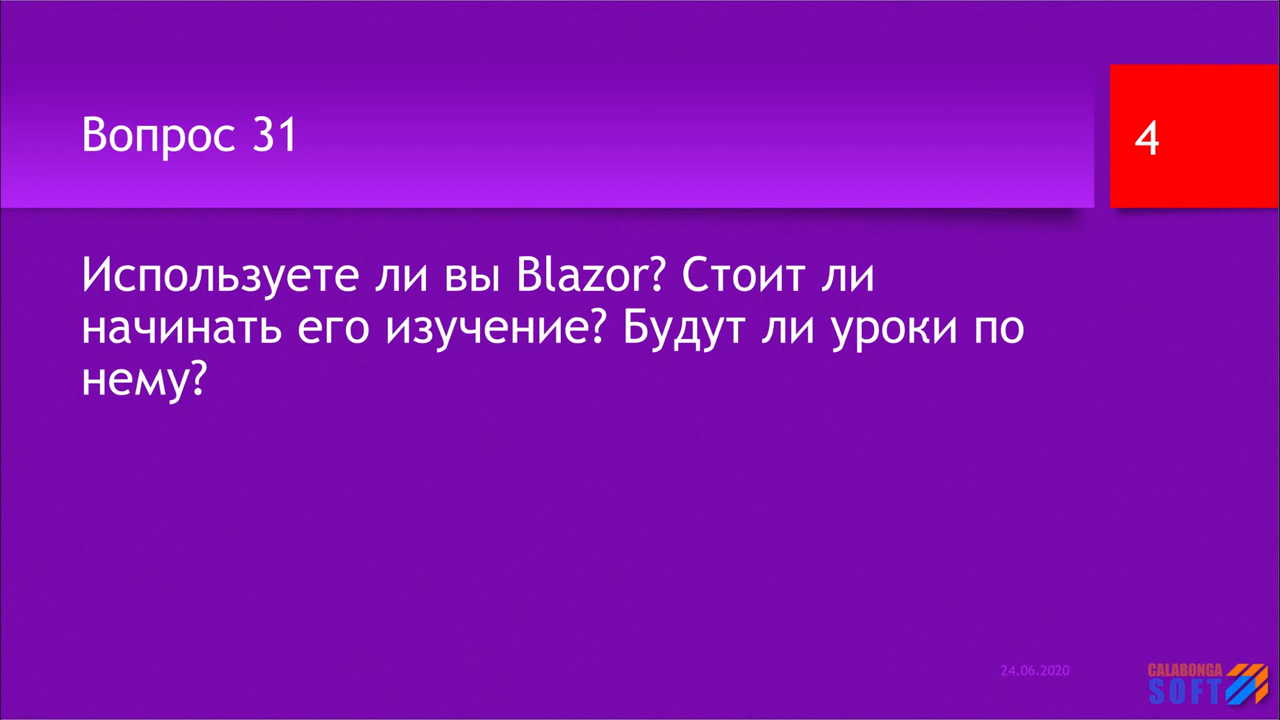 Вопрос 31
4
Используете ли вы Blazor? Стоит ли
начинать его изучение? Будут ли уроки по
нему?
24.06.2020
CALABONGA
SOFT